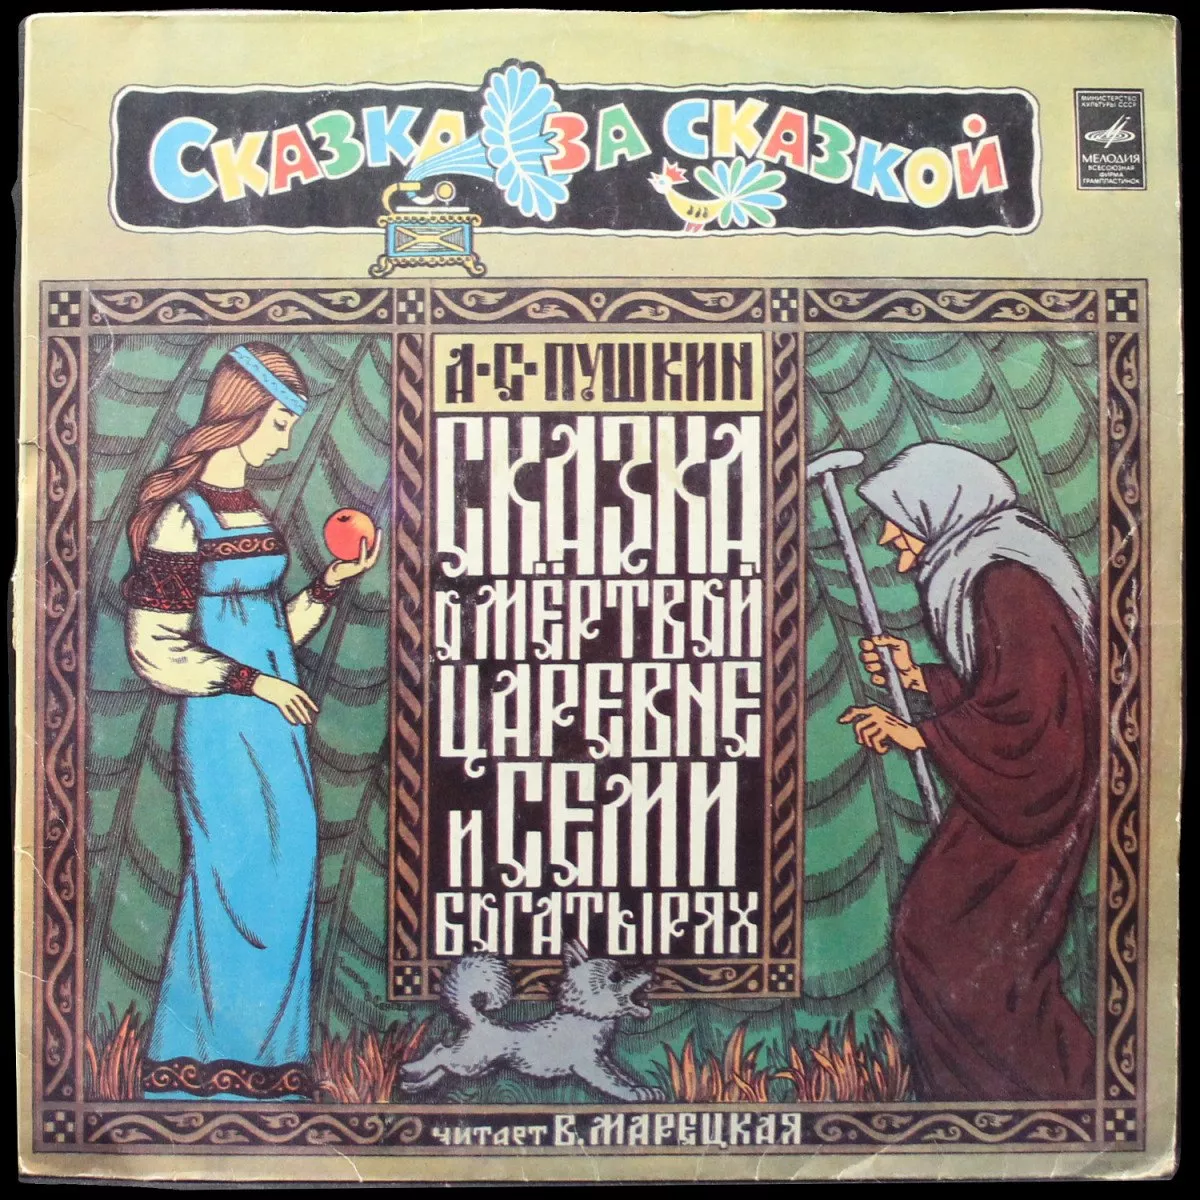 Сказка за сказкой
МИНИСТЕРСТВО
КУЛЬТУРЫ СССР
МЕЛОДИЯ
ВСЕСОЮЗНАЯ
ФИРМА
ГРАМПЛАСТИНОК
А·С·ПУШКИН
СКАЗКА
О МЁРТВОЙ
ЦАРЕВНЕ
И СЕМИ
БОГАТЫРЯХ
ЧИТАЕТ В. МАРЕЦКАЯ